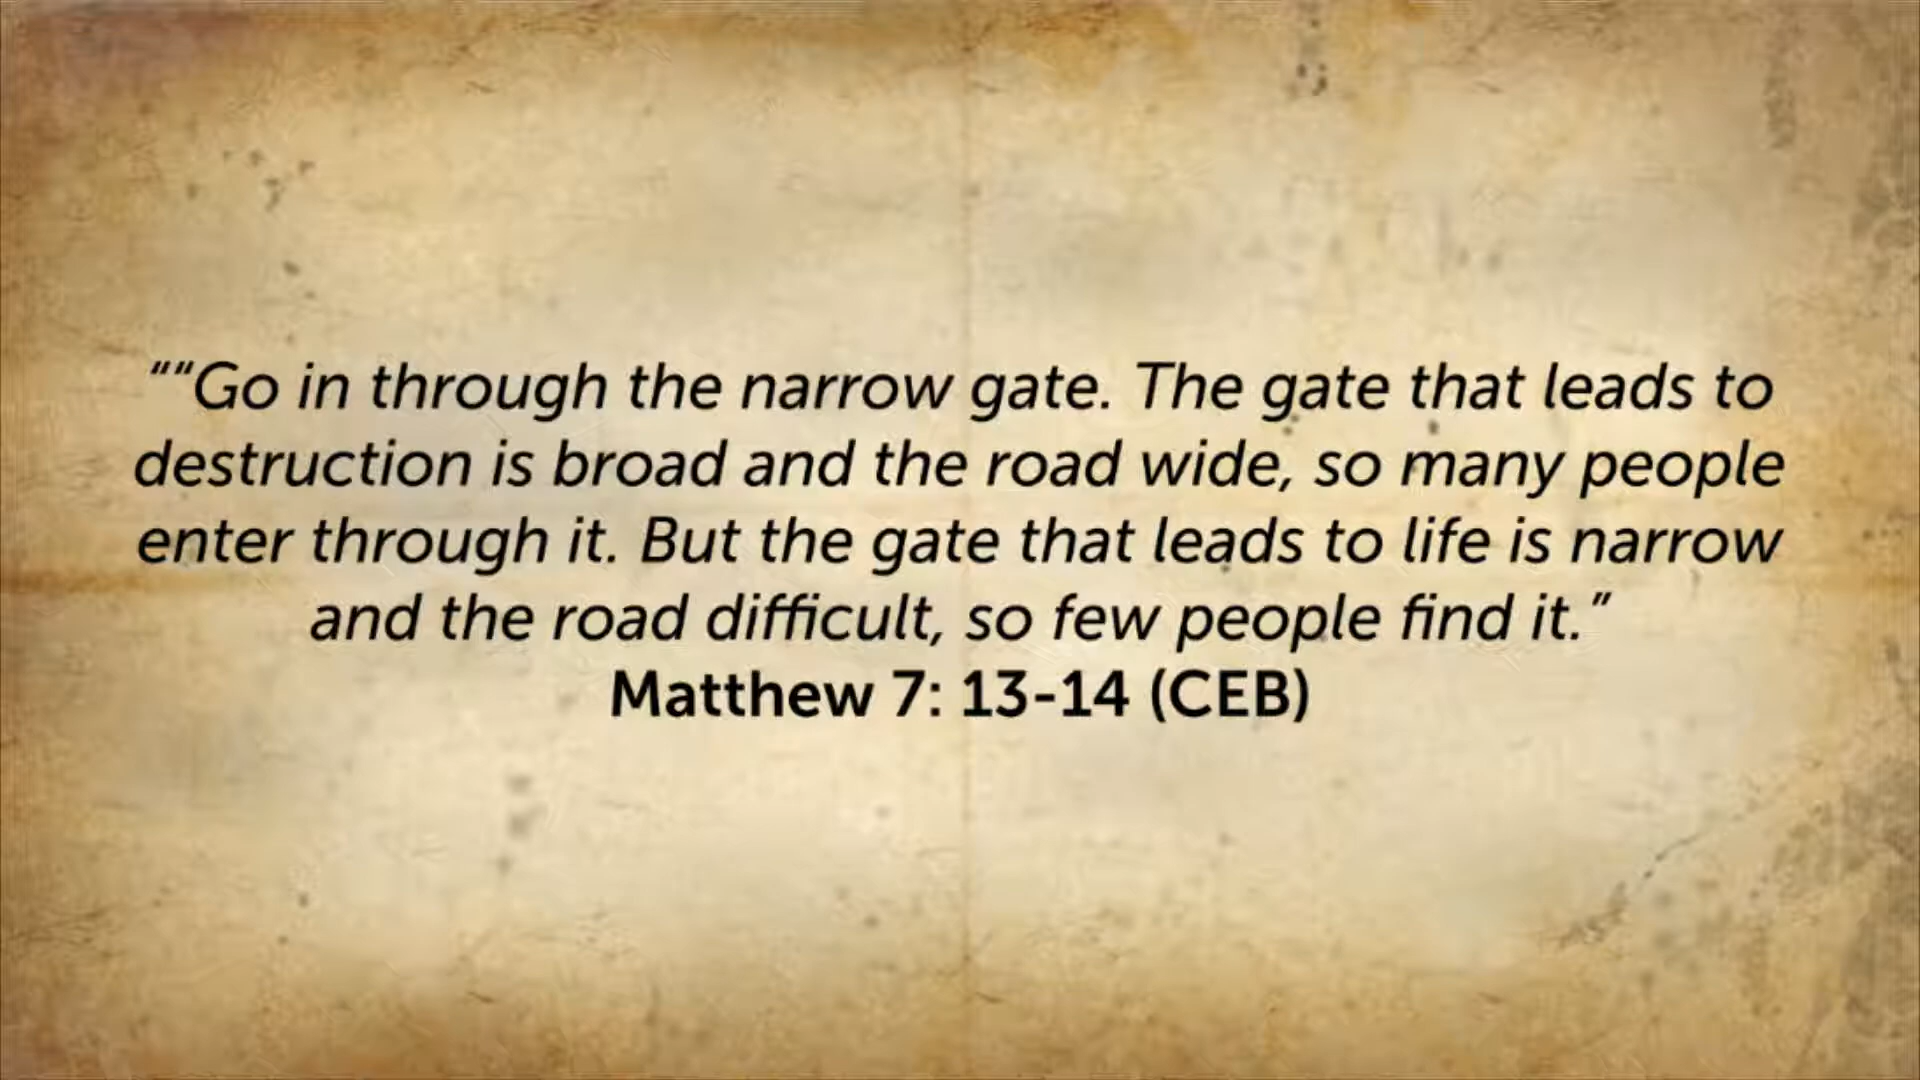 ““Go in through the narrow gate. The gate that leads to
destruction is broad and the road wide, so many people
enter through it. But the gate that leads to life is narrow
and the road difficult, so few people find it.”
Matthew 7: 13-14 (CEB)